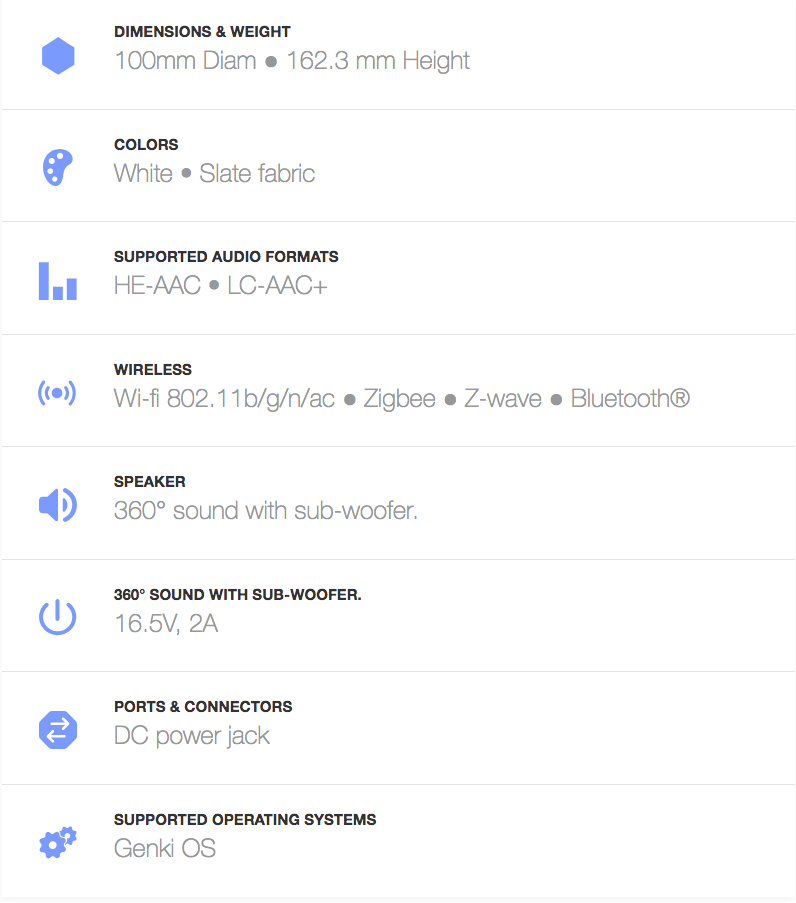 DIMENSIONS & WEIGHT
100mm Diam ● 162.3 mm Height
COLORS
White • Slate fabric
SUPPORTED AUDIO FORMATS
HE-AAC • LC-AAC+
WIRELESS
Wi-fi 802.11b/g/n/ac ● Zigbee ● Z-wave ● Bluetooth®
SPEAKER
360° sound with sub-woofer.
360° SOUND WITH SUB-WOOFER.
16.5V, 2A
PORTS & CONNECTORS
DC power jack
SUPPORTED OPERATING SYSTEMS
Genki OS